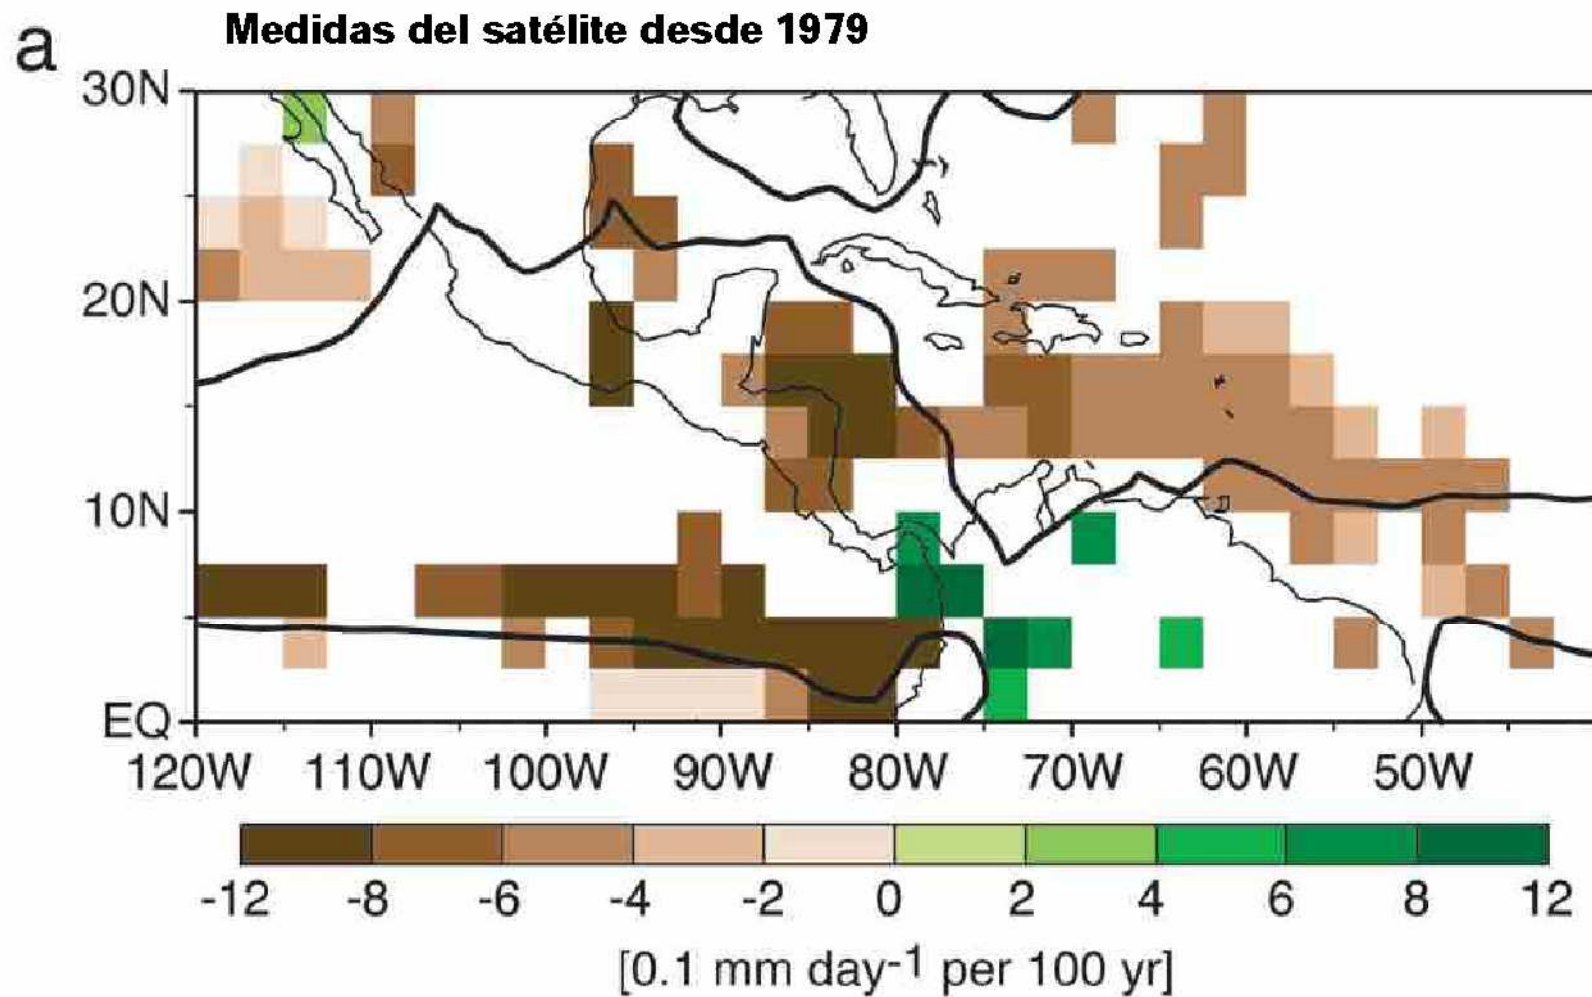 a
Medidas del satélite desde 1979
30N
20N
10N
EQ
120W 110W 100W 90W 80W 70W 60W 50W
-12 -8 -6 -4 -2 0 2 4 6 8 12
[0.1 mm day-1 per 100 yr]